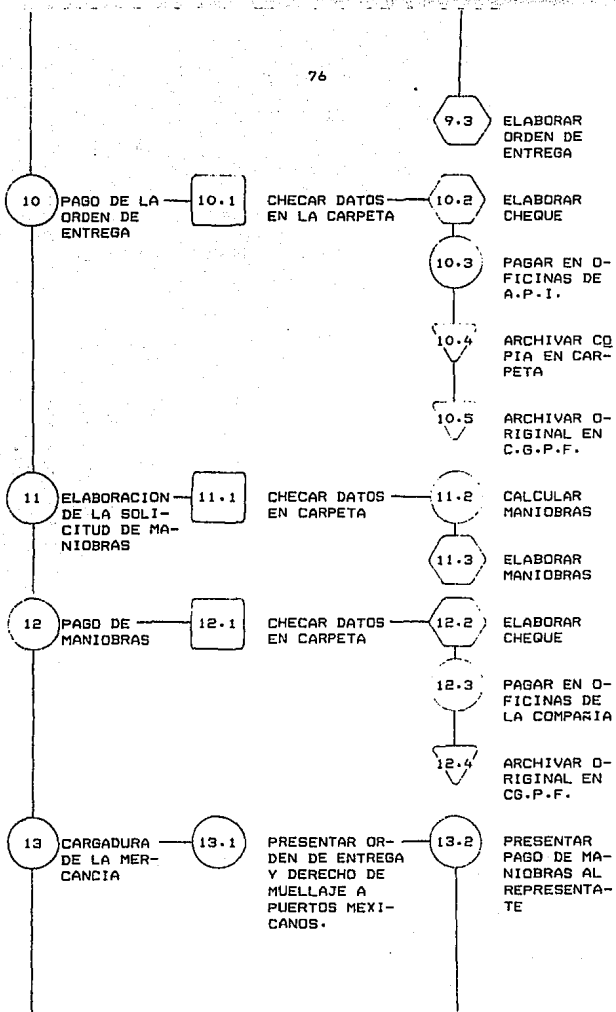 76
9.3
ELABORAR
ORDEN DE
ENTREGA
10
PAGO DE LA
ORDEN DE
ENTREGA
10.1
CHECAR DATOS
EN LA CARPETA
10.2
ELABORAR
CHEQUE
10.3
PAGAR EN O-
FICINAS DE
A.P.I.
10.4
ARCHIVAR CO
PIA EN CAR-
PETA
10.5
ARCHIVAR O-
RIGINAL EN
C.G.P.F.
11
ELABORACION
DE LA SOLI-
CITUD DE MA-
NIOBRAS
11.1
CHECAR DATOS
EN CARPETA
11.2
CALCULAR
MANIOBRAS
11.3
ELABORAR
MANIOBRAS
12
PAGO DE
MANIOBRAS
12.1
CHECAR DATOS
EN CARPETA
12.2
ELABORAR
CHEQUE
12.3
PAGAR EN O-
FICINAS DE
LA COMPAÑIA
12.4
ARCHIVAR O-
RIGINAL EN
CG.P.F.
13
CARGADURA
DE LA MER-
CANCIA
13.1
PRESENTAR OR-
DEN DE ENTREGA
Y DERECHO DE
MUELLAJE A
PUERTOS MEXI-
CANOS.
13.2
PRESENTAR
PAGO DE MA-
NIOBRAS AL
REPRESENTA-
TE